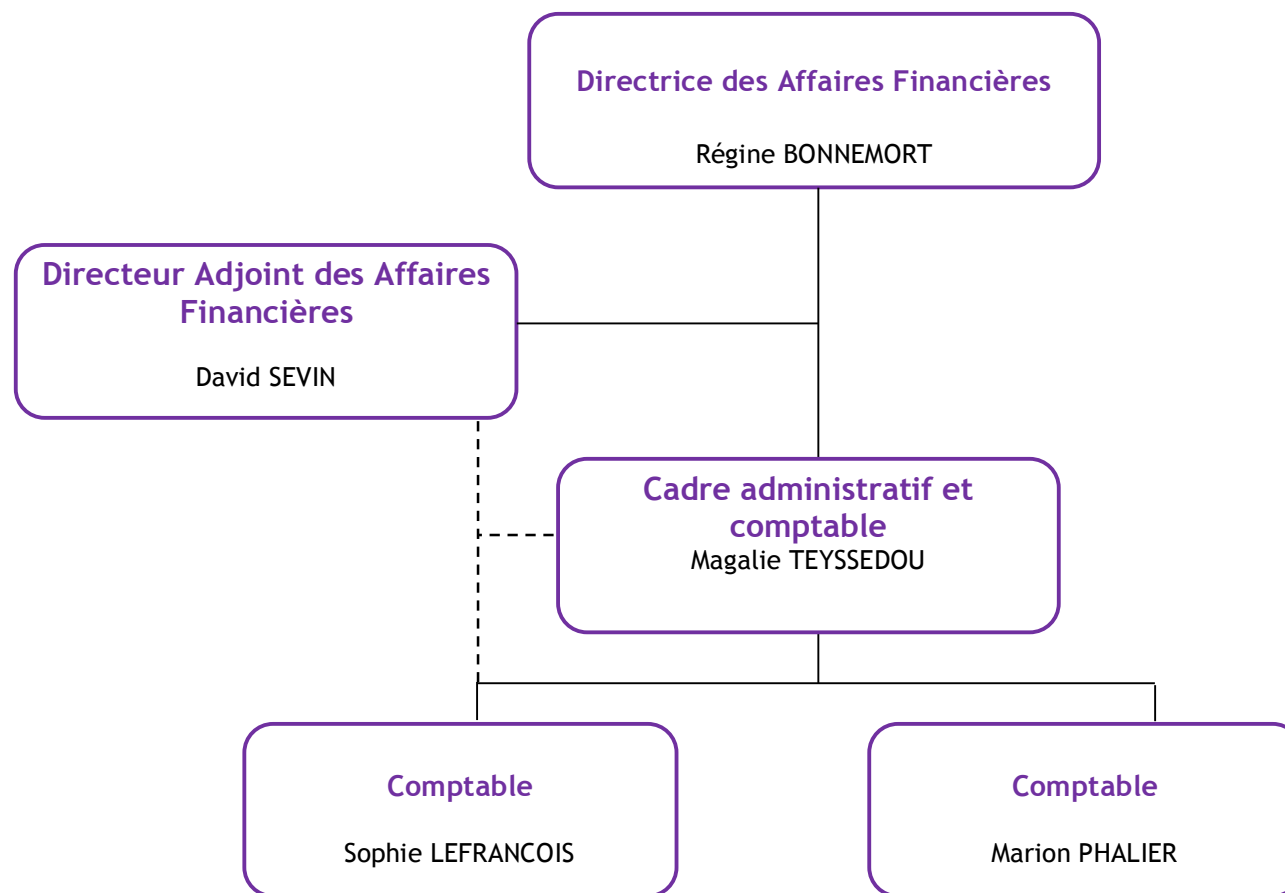 Directrice des Affaires Financières
Régine BONNEMORT
Directeur Adjoint des Affaires
Financières
David SEVIN
Cadre administratif et
comptable
Magalie TEYSSEDOU
Comptable
Sophie LEFRANCOIS
Comptable
Marion PHALIER